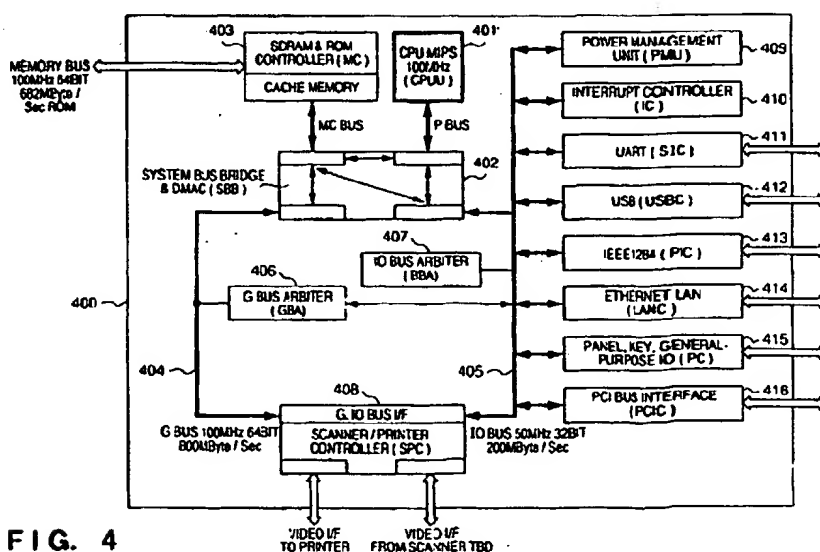 403
401
MEMORY BUS
100MHz 64BIT
682MByte /
Sec ROM
SDRAM & ROM
CONTROLLER (MC)
CACHE MEMORY
CPU MIPS
100MHz
(CPUU)
MC BUS
P BUS
SYSTEM BUS BRIDGE
& DMAC (SBB)
402
407
IO BUS ARBITER
(BBA)
406
G BUS ARBITER
(GBA)
400
404
405
408
G, IO BUS I/F
SCANNER / PRINTER
CONTROLLER (SPC)
G BUS 100MHz 64BIT
800MByte / Sec
IO BUS 50MHz 32BIT
200MByte / Sec
VIDEO I/F
TO PRINTER
VIDEO I/F
FROM SCANNER TBD
POWER MANAGEMENT
UNIT (PMU)
409
INTERRUPT CONTROLLER
(IC)
410
UART (SIC)
411
USB (USBC)
412
IEEE1284 (PIC)
413
ETHERNET LAN
(LANC)
414
PANEL, KEY, GENERAL-
PURPOSE IO (PC)
415
PCI BUS INTERFACE
(PCIC)
416
FIG. 4